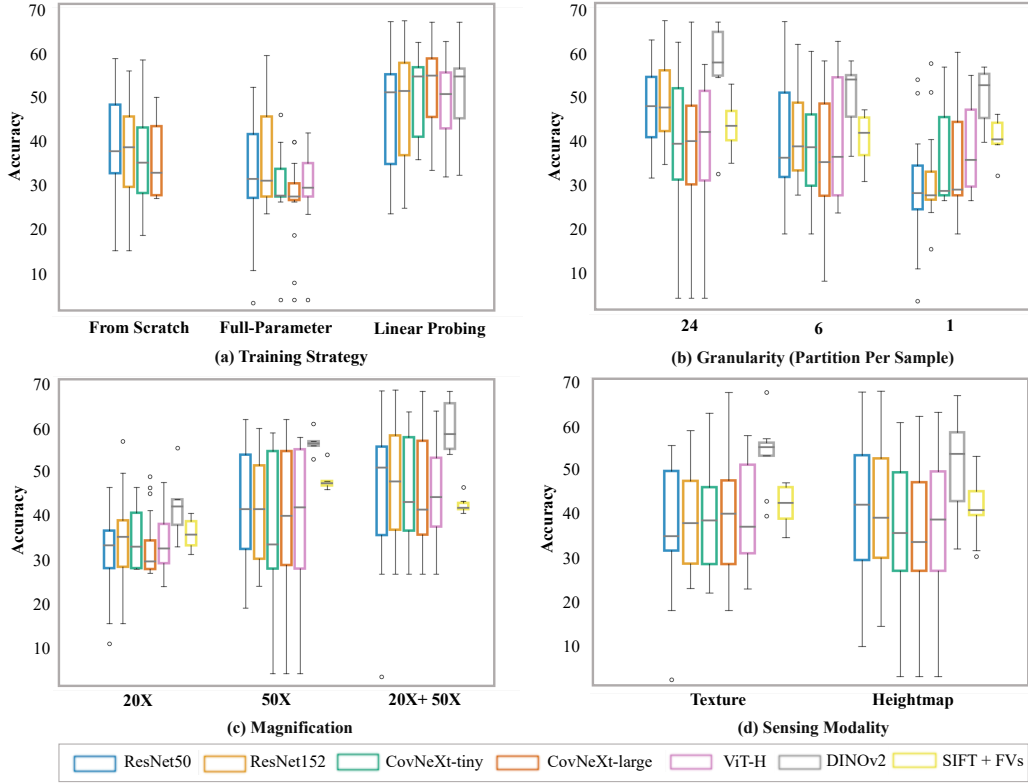 70
60
50
40
30
20
10
Accuracy
From Scratch Full-Parameter Linear Probing
(a) Training Strategy
70
60
50
40
30
20
10
Accuracy
24 6 1
(b) Granularity (Partition Per Sample)
70
60
50
40
30
20
10
Accuracy
20X 50X 20X+ 50X
(c) Magnification
70
60
50
40
30
20
10
Accuracy
Texture Heightmap
(d) Sensing Modality
ResNet50 ResNet152 CovNeXt-tiny CovNeXt-large ViT-H DINOv2 SIFT + FVs